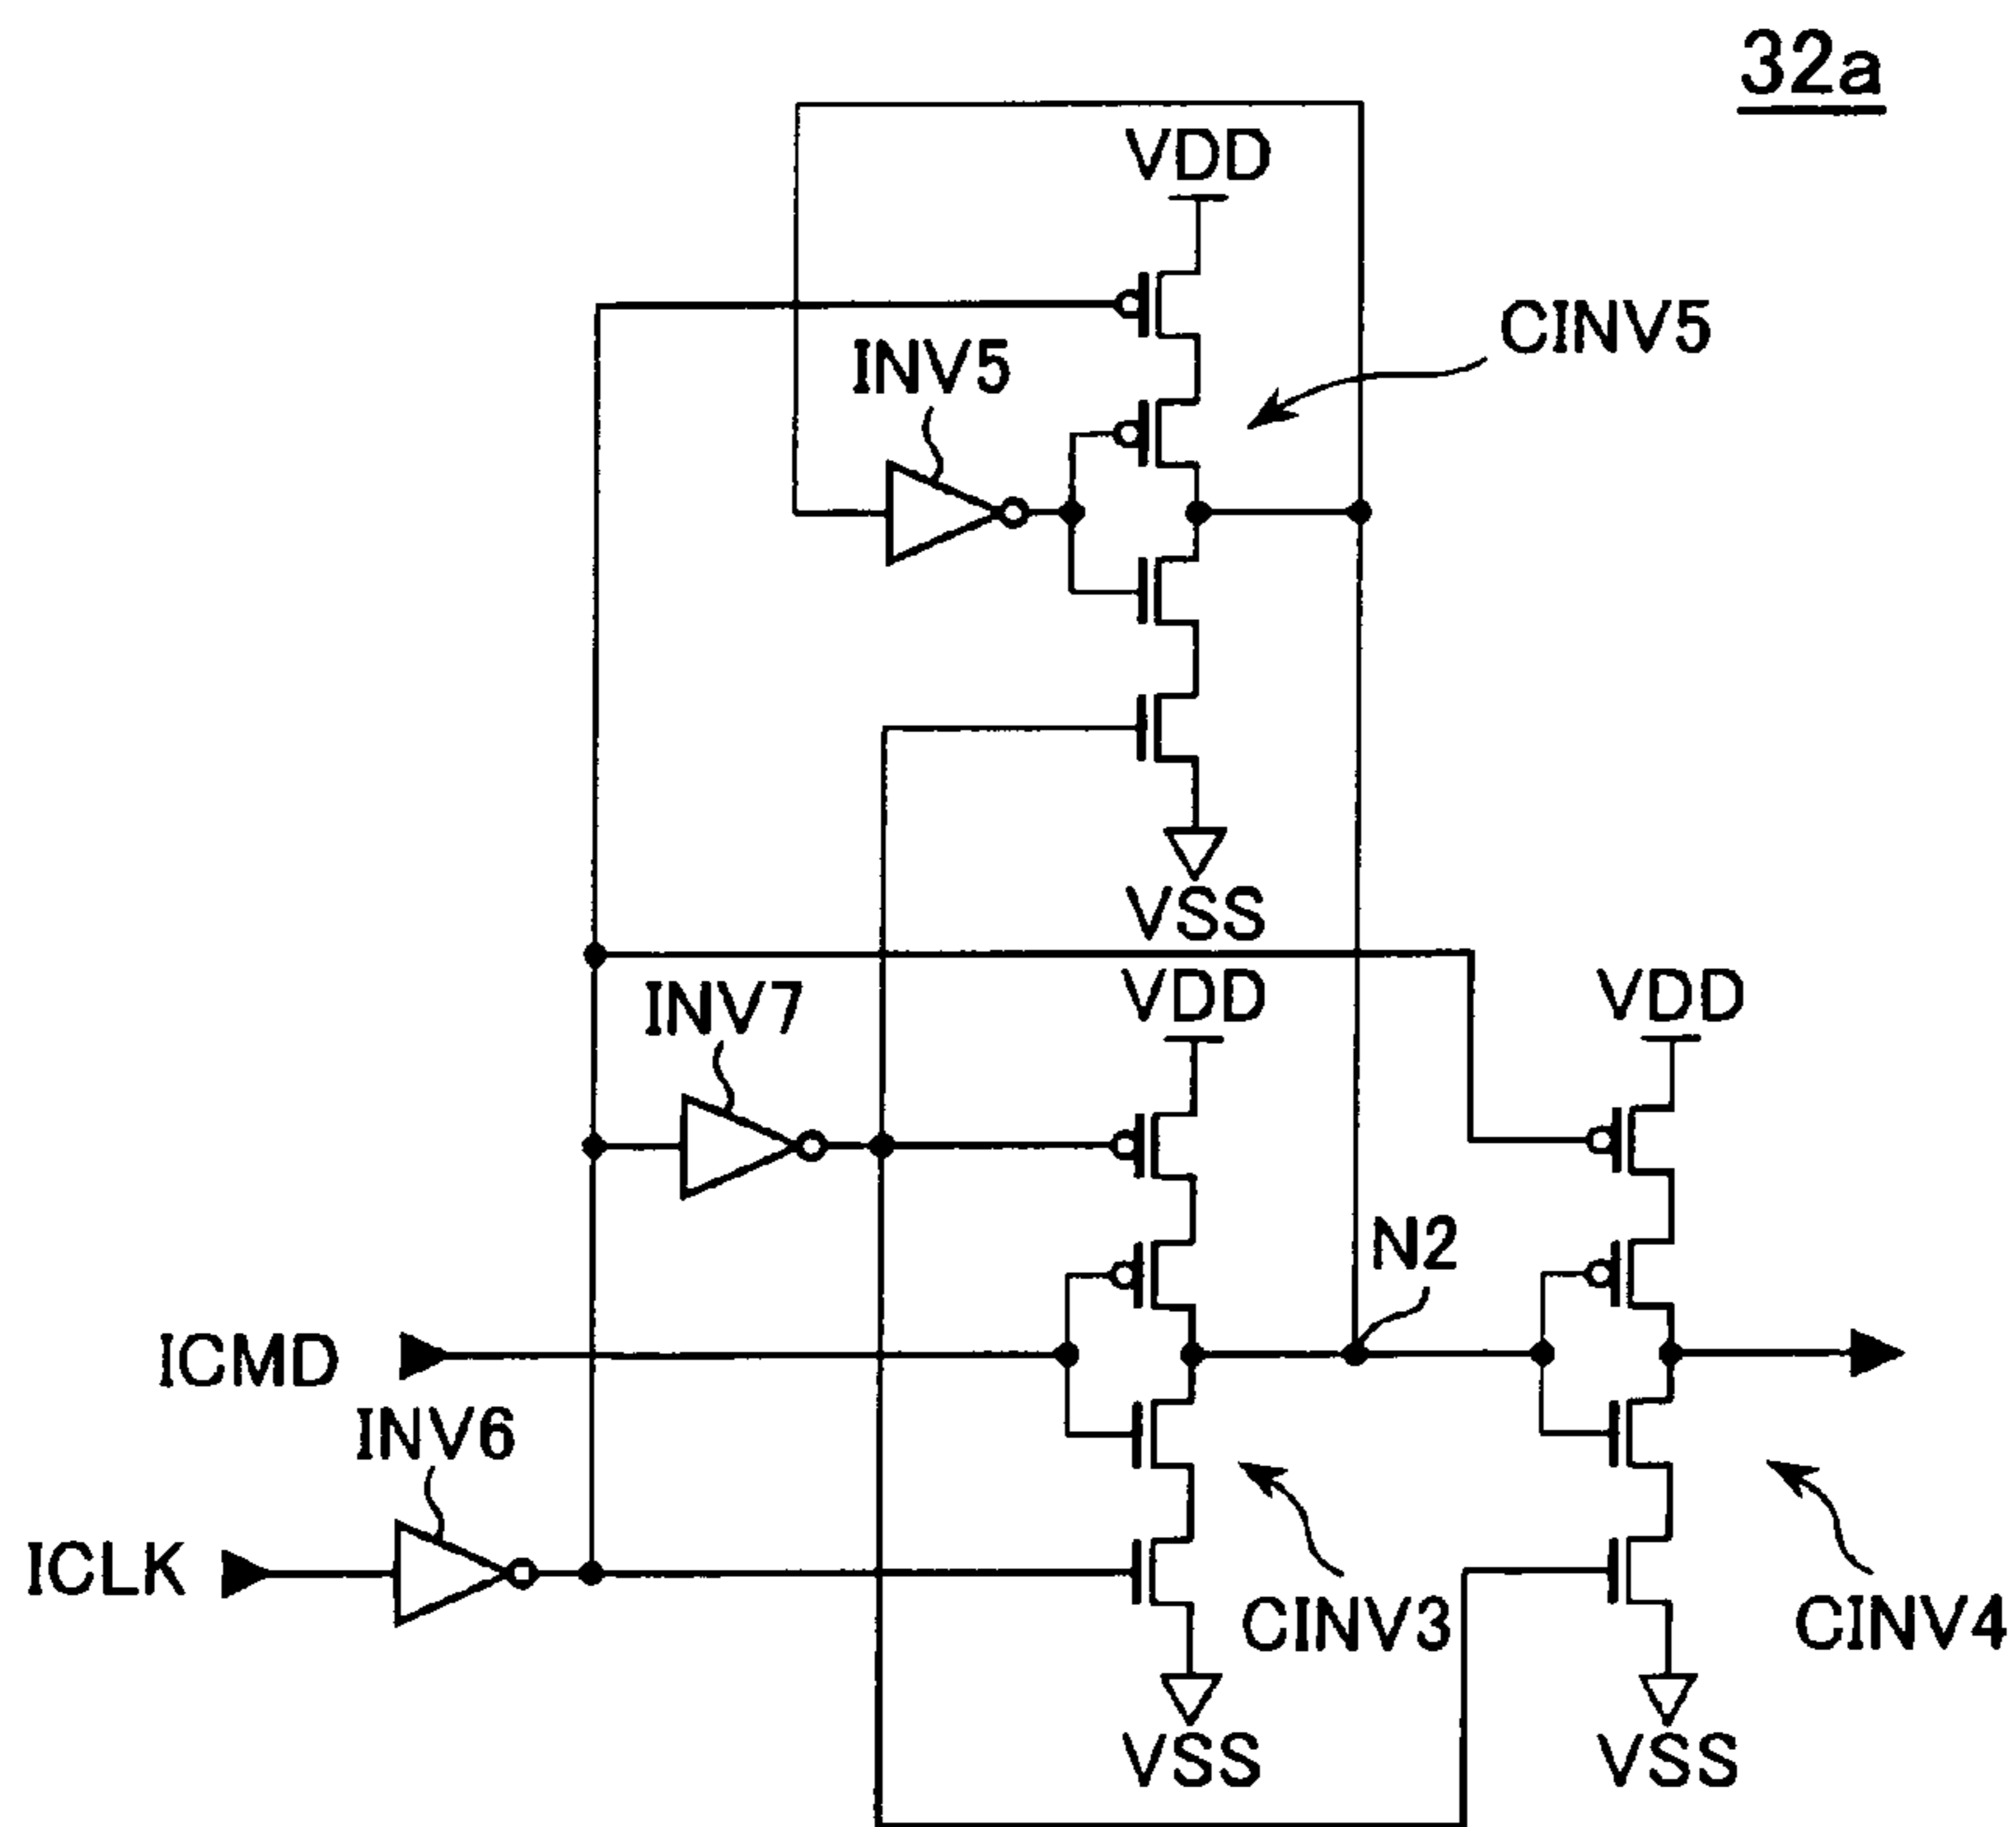 32a
VDD
CINV5
INV5
VSS
INV7
VDD
VDD
N2
ICMD
INV6
ICLK
CINV3
CINV4
VSS
VSS